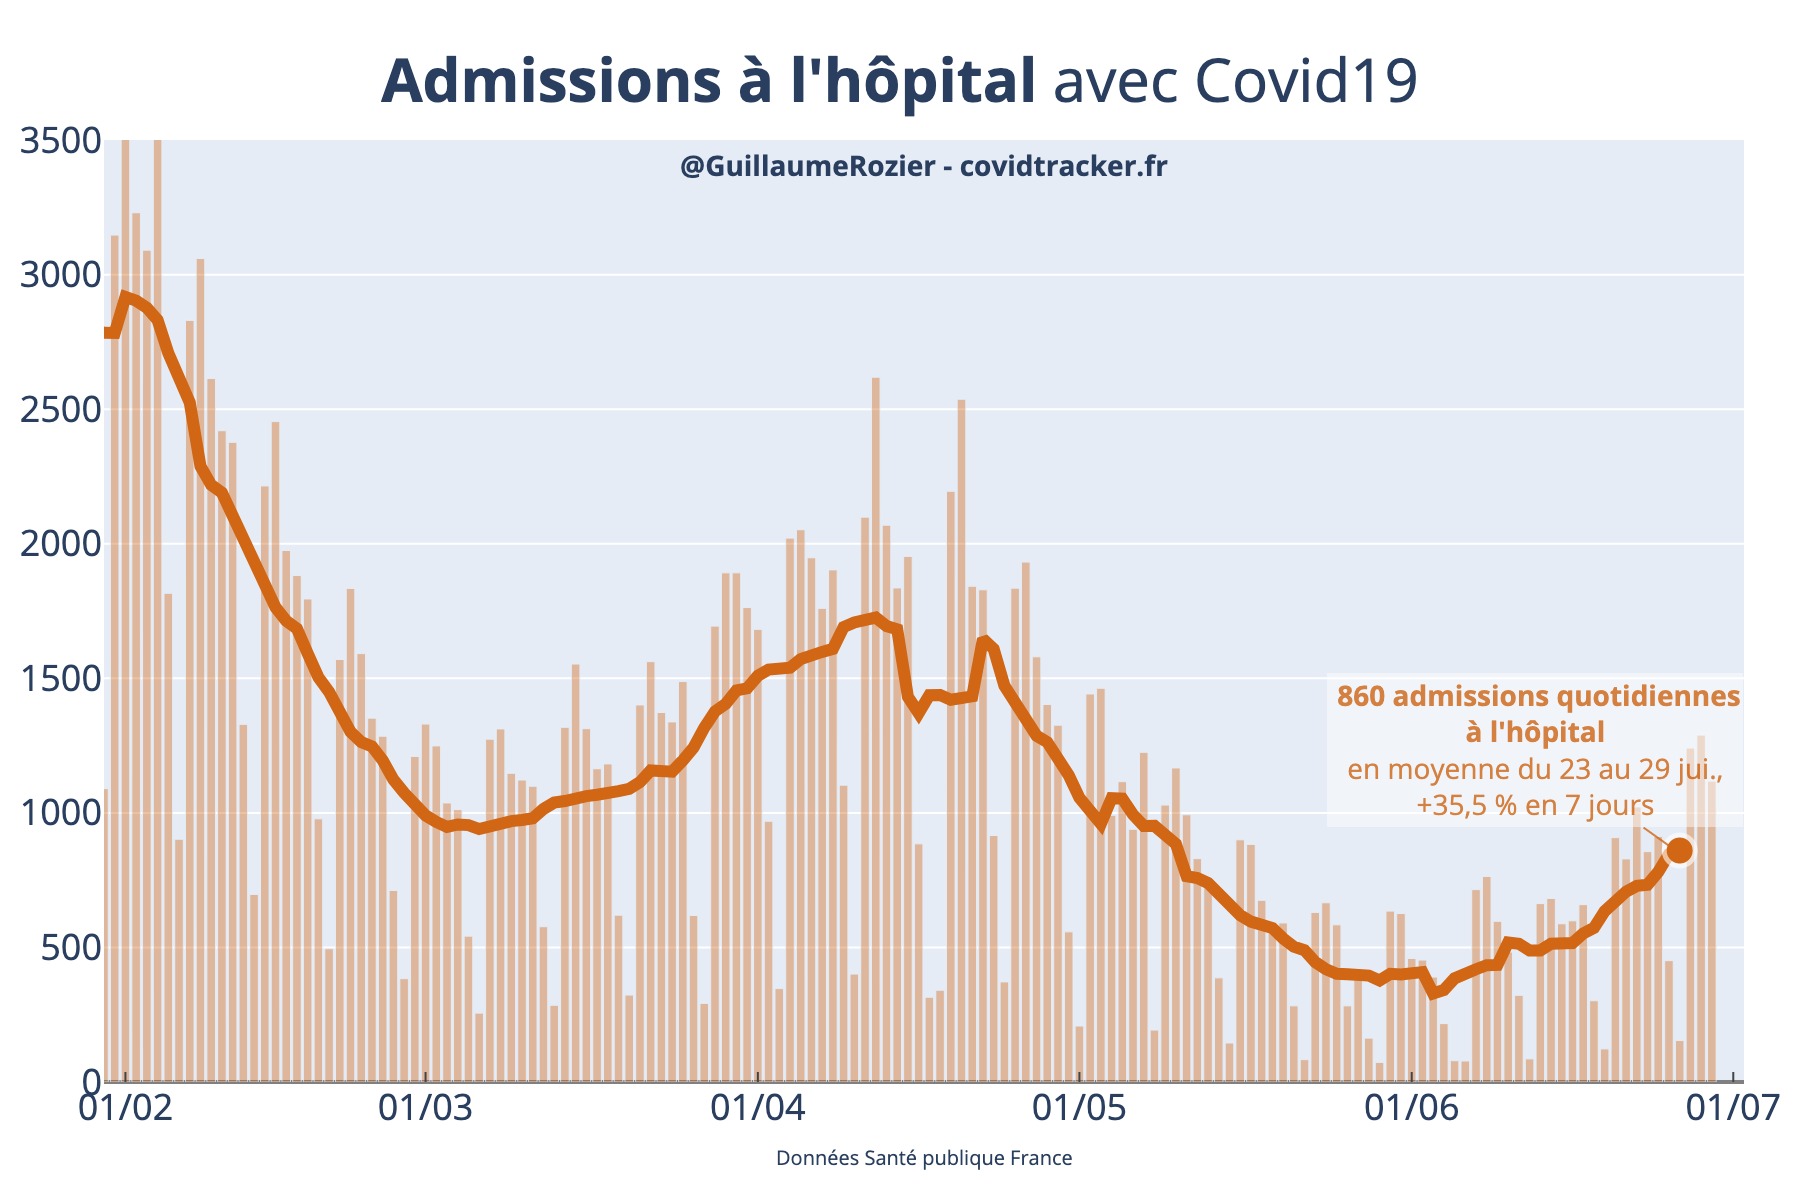 Admissions à l'hôpital avec Covid19
3500
@GuillaumeRozier - covidtracker.fr
3000
2500
2000
1500
860 admissions quotidiennes
à l'hôpital
en moyenne du 23 au 29 jui.,
+35,5 % en 7 jours
1000
500
0
01/02 01/03 01/04 01/05 01/06 01/07
Données Santé publique France